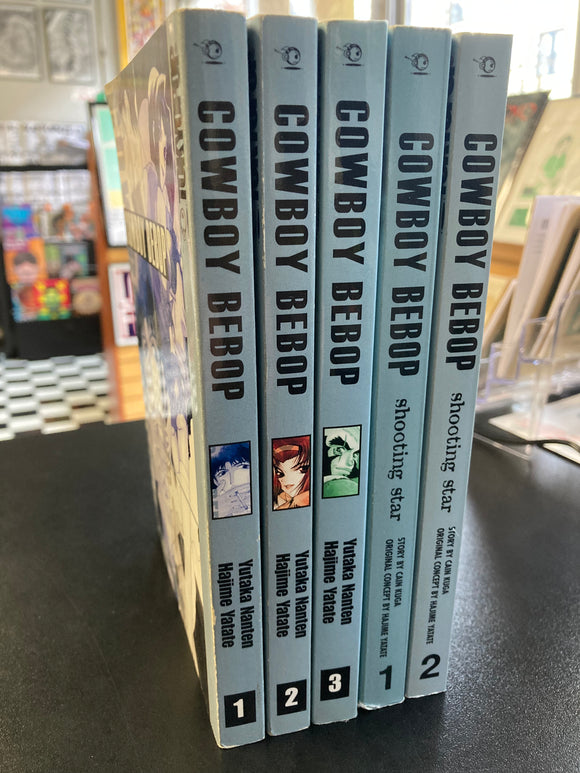 COWBOY BEBOP
Yutaka Nanten
Hajime Yatate
1
COWBOY BEBOP
Yutaka Nanten
Hajime Yatate
2
COWBOY BEBOP
Yutaka Nanten
Hajime Yatate
3
COWBOY BEBOP
shooting star
STORY BY CAIN KUGA
ORIGINAL CONCEPT BY HAJIME YATATE
1
COWBOY BEBOP
shooting star
STORY BY CAIN KUGA
ORIGINAL CONCEPT BY HAJIME YATATE
2
BEBOP